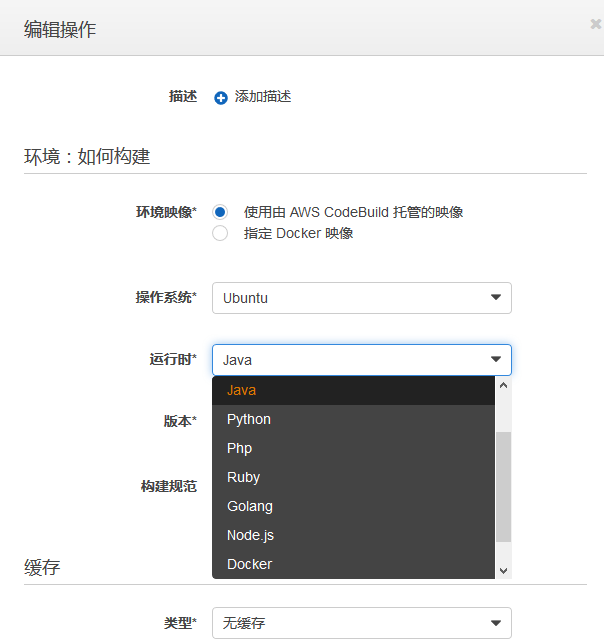 编辑操作
描述 添加描述
环境：如何构建
环境映像* 使用由 AWS CodeBuild 托管的映像
指定 Docker 映像
操作系统* Ubuntu
运行时* Java
Java
版本* Python
Php
构建规范 Ruby
Golang
Node.js
缓存 Docker
类型* 无缓存